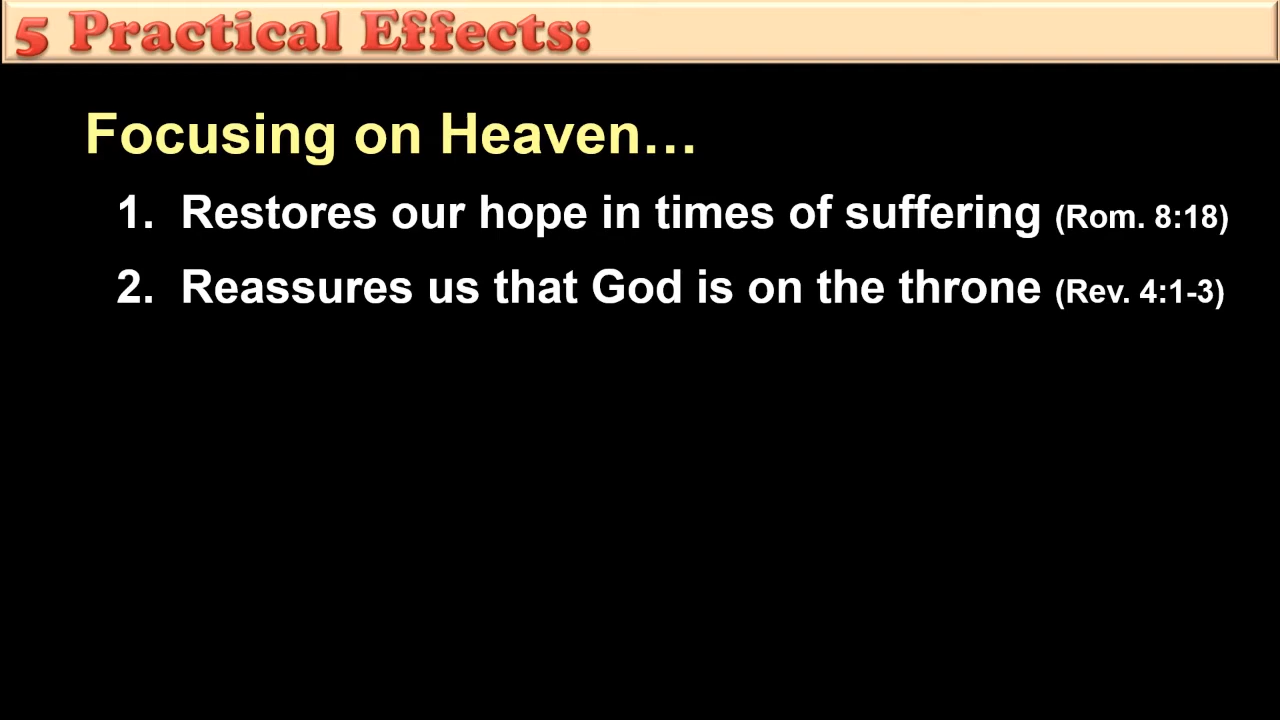 5 Practical Effects:
Focusing on Heaven…
1. Restores our hope in times of suffering (Rom. 8:18)
2. Reassures us that God is on the throne (Rev. 4:1-3)